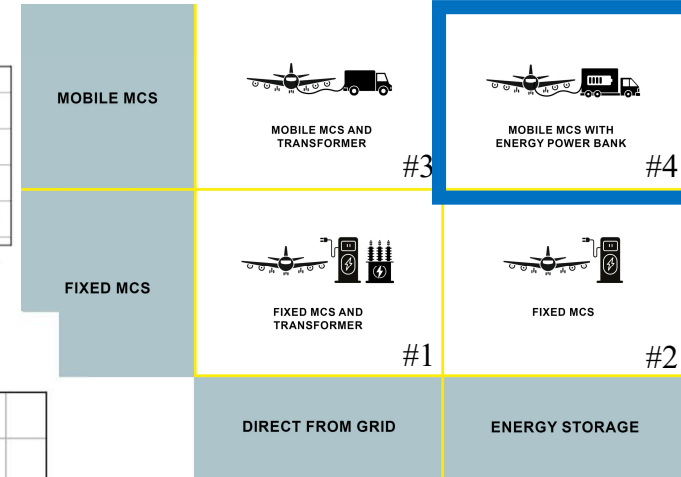 MOBILE MCS
MOBILE MCS AND
TRANSFORMER
#3
MOBILE MCS WITH
ENERGY POWER BANK
#4
FIXED MCS
FIXED MCS AND
TRANSFORMER
#1
FIXED MCS
#2
DIRECT FROM GRID
ENERGY STORAGE